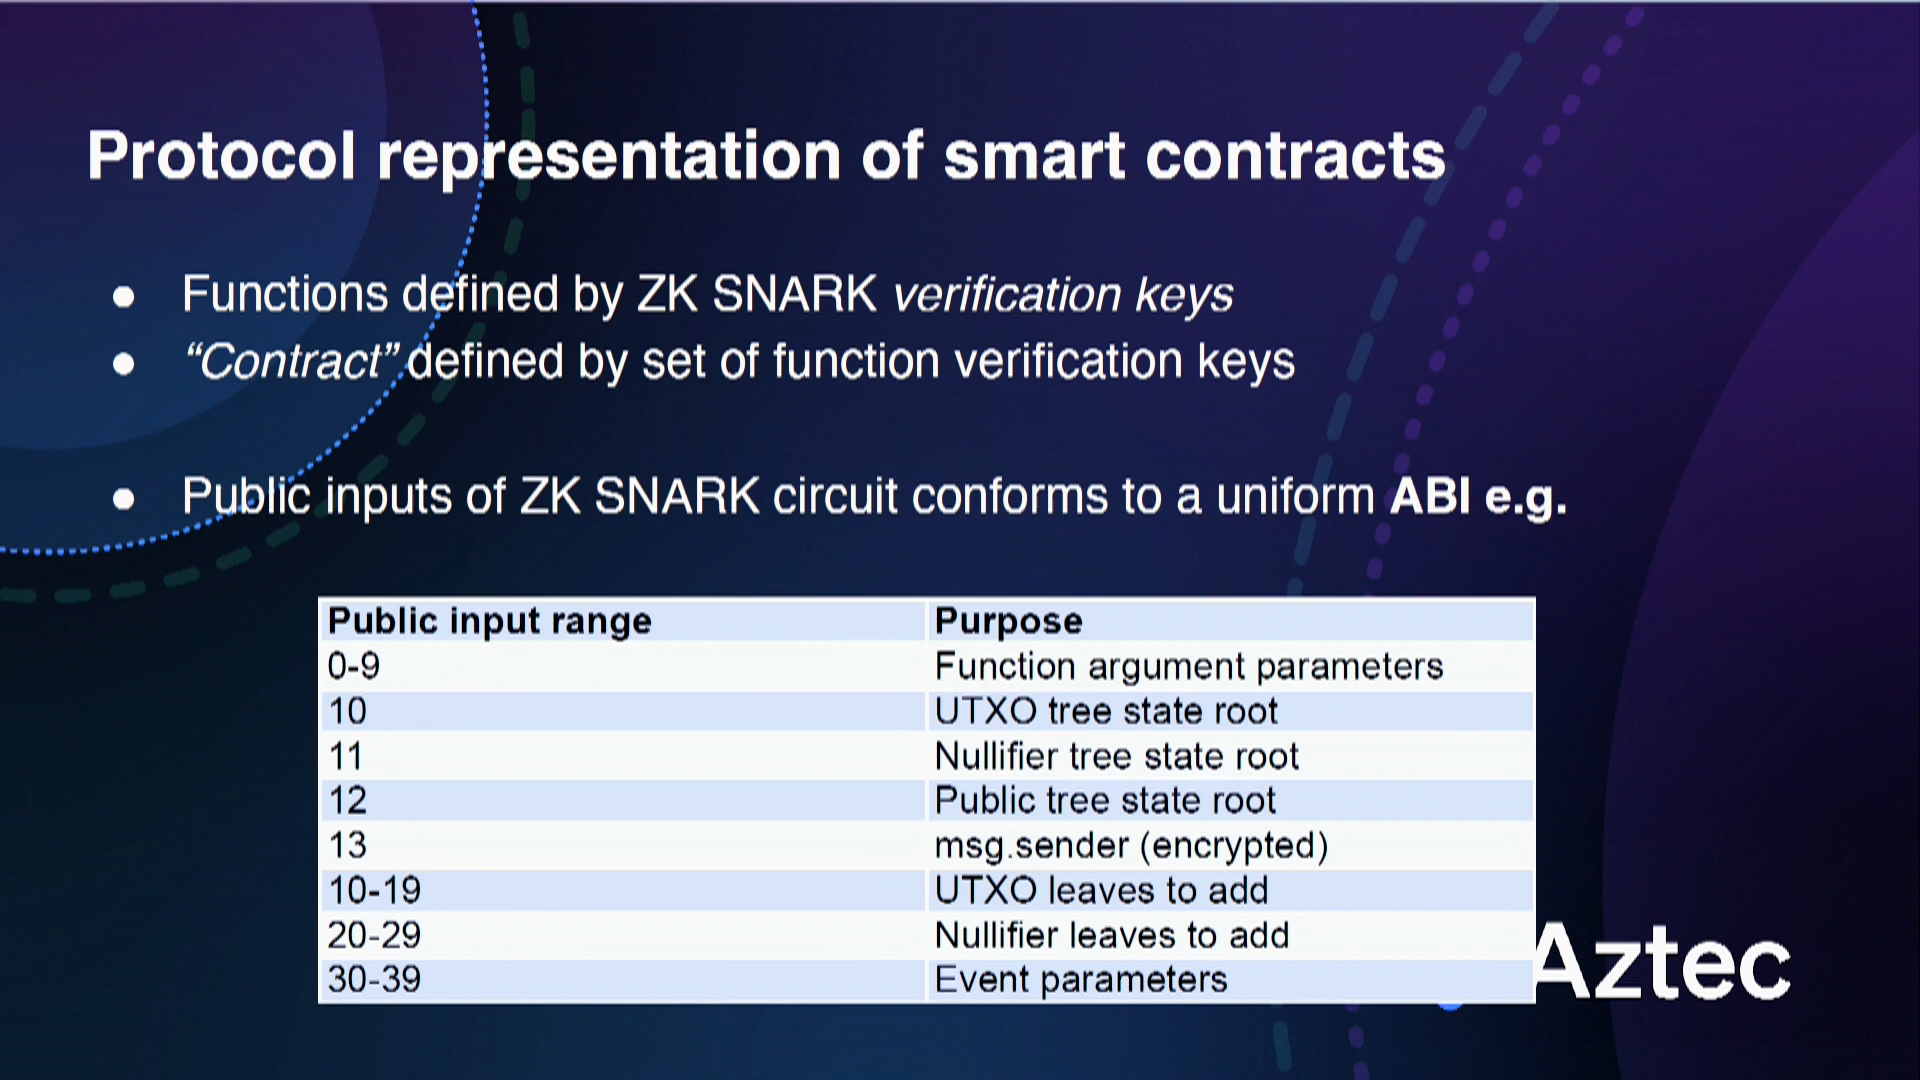 Protocol representation of smart contracts
● Functions defined by ZK SNARK verification keys
● “Contract” defined by set of function verification keys
● Public inputs of ZK SNARK circuit conforms to a uniform ABI e.g.
Public input range Purpose
0-9 Function argument parameters
10 UTXO tree state root
11 Nullifier tree state root
12 Public tree state root
13 msg.sender (encrypted)
10-19 UTXO leaves to add
20-29 Nullifier leaves to add
30-39 Event parameters
Aztec